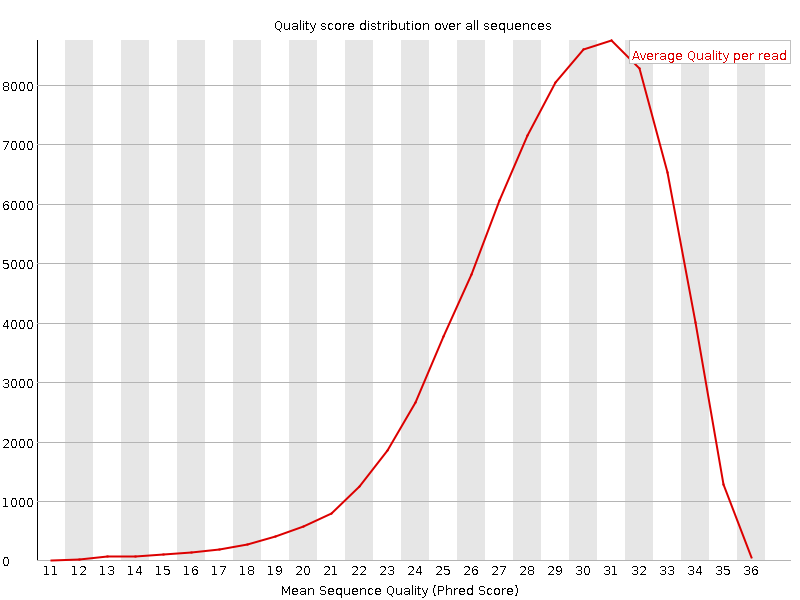 Quality score distribution over all sequences
Average Quality per read
8000
7000
6000
5000
4000
3000
2000
1000
0
11 12 13 14 15 16 17 18 19 20 21 22 23 24 25 26 27 28 29 30 31 32 33 34 35 36
Mean Sequence Quality (Phred Score)